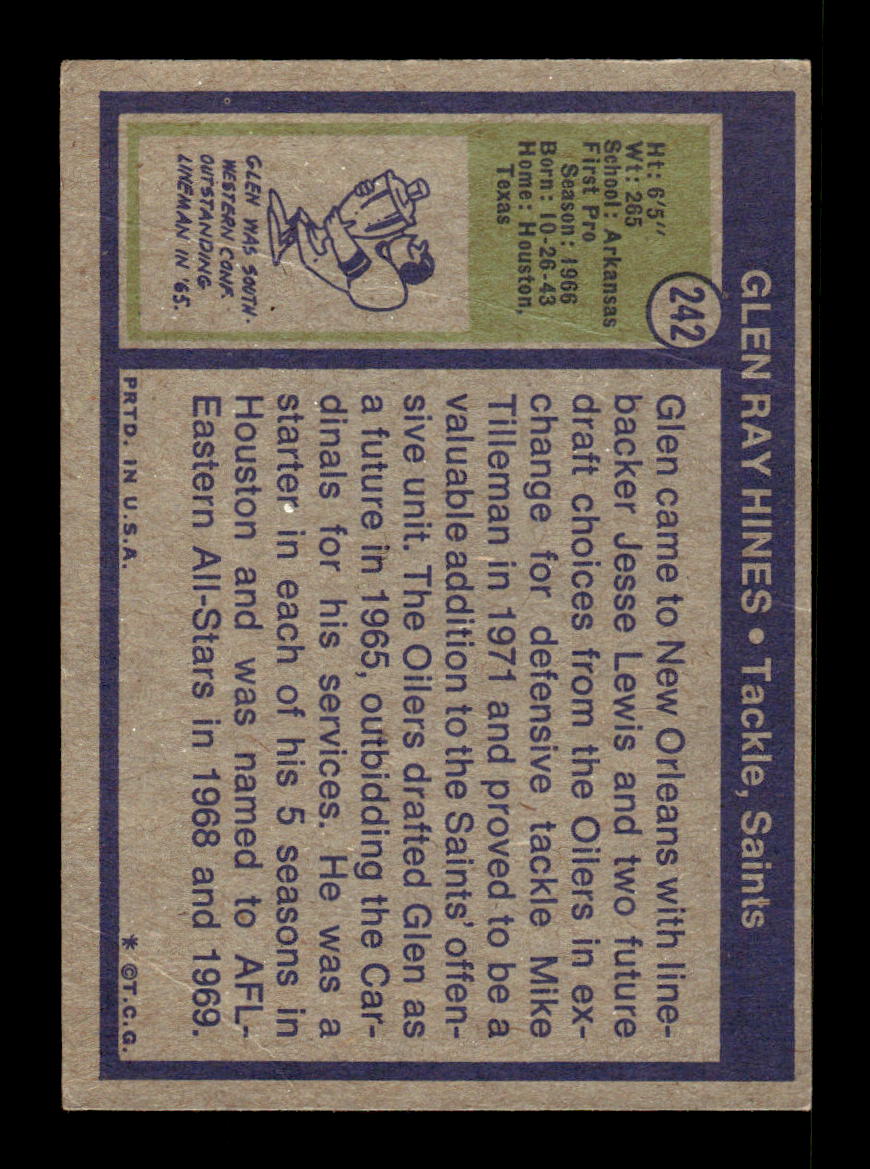 GLEN RAY HINES • Tackle, Saints
242
Ht: 6'5"
Wt: 265
School: Arkansas
First Pro
Season: 1966
Born: 10-26-43
Home: Houston,
Texas
GLEN WAS SOUTH-
WESTERN CONF.
OUTSTANDING
LINEMAN IN '65.
Glen came to New Orleans with line-
backer Jesse Lewis and two future
draft choices from the Oilers in ex-
change for defensive tackle Mike
Tilleman in 1971 and proved to be a
valuable addition to the Saints' offen-
sive unit. The Oilers drafted Glen as
a future in 1965, outbidding the Car-
dinals for his services. He was a
starter in each of his 5 seasons in
Houston and was named to AFL-
Eastern All-Stars in 1968 and 1969.
PRTD. IN U.S.A.
* ©T.C.G.